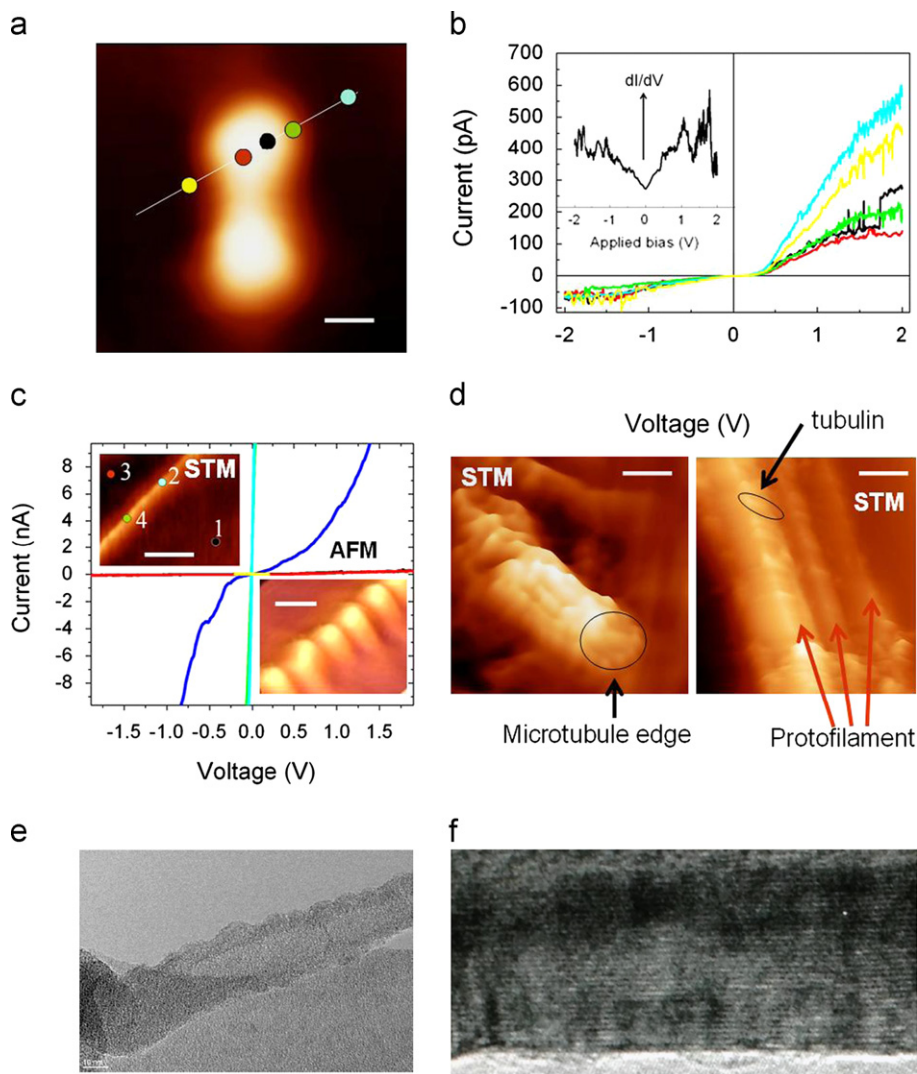 a
b
700
600
500
400
300
200
100
0
-100
Current (pA)
dI/dV
-2 -1 0 1 2
Applied bias (V)
-2 -1 0 1 2
Voltage (V)
c
8
6
4
2
0
-2
-4
-6
-8
Current (nA)
3
2
STM
4
1
AFM
-1.5 -1.0 -0.5 0.0 0.5 1.0 1.5
Voltage (V)
d
tubulin
STM
STM
Microtubule edge
Protofilament
e
f